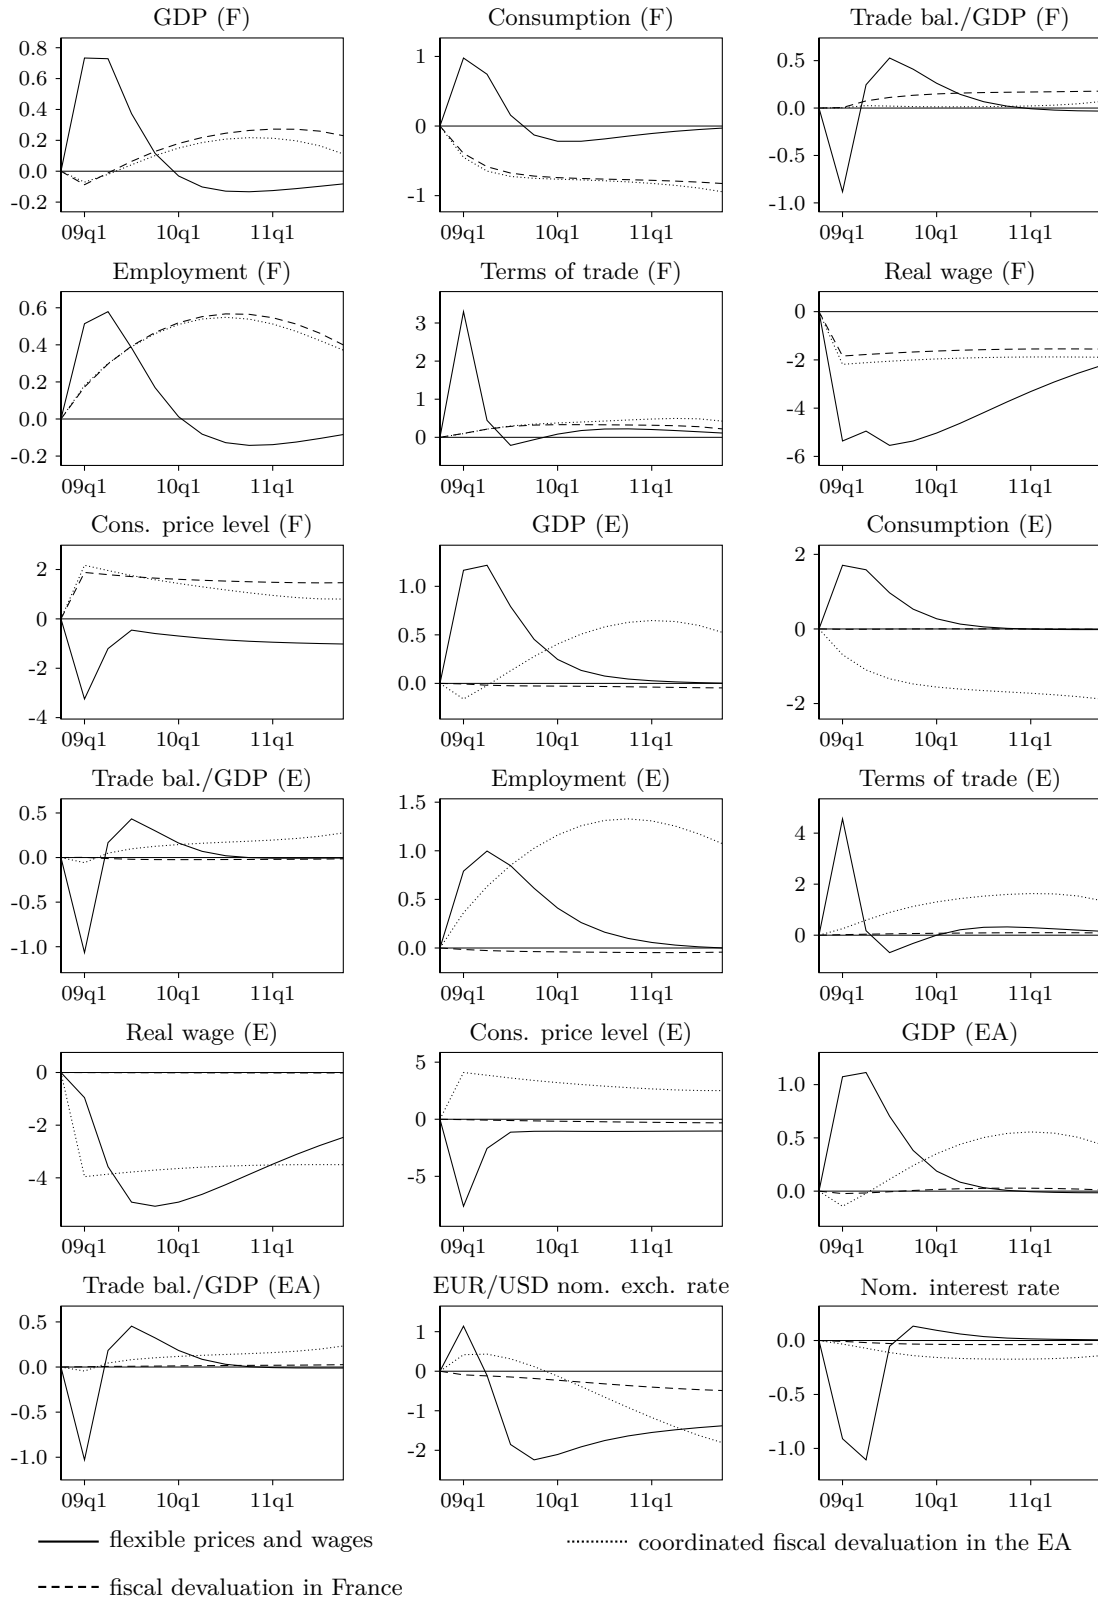 GDP (F) Consumption (F) Trade bal./GDP (F)
0.8
0.6
0.4
0.2
0.0
-0.2
09q1 10q1 11q1
1
0
-1
09q1 10q1 11q1
0.5
0.0
-0.5
-1.0
09q1 10q1 11q1
Employment (F) Terms of trade (F) Real wage (F)
0.6
0.4
0.2
0.0
-0.2
09q1 10q1 11q1
3
2
1
0
09q1 10q1 11q1
0
-2
-4
-6
09q1 10q1 11q1
Cons. price level (F) GDP (E) Consumption (E)
2
0
-2
-4
09q1 10q1 11q1
1.0
0.5
0.0
09q1 10q1 11q1
2
0
-2
09q1 10q1 11q1
Trade bal./GDP (E) Employment (E) Terms of trade (E)
0.5
0.0
-0.5
-1.0
09q1 10q1 11q1
1.5
1.0
0.5
0.0
09q1 10q1 11q1
4
2
0
09q1 10q1 11q1
Real wage (E) Cons. price level (E) GDP (EA)
0
-2
-4
09q1 10q1 11q1
5
0
-5
09q1 10q1 11q1
1.0
0.5
0.0
09q1 10q1 11q1
Trade bal./GDP (EA) EUR/USD nom. exch. rate Nom. interest rate
0.5
0.0
-0.5
-1.0
09q1 10q1 11q1
1
0
-1
-2
09q1 10q1 11q1
0.0
-0.5
-1.0
09q1 10q1 11q1
flexible prices and wages coordinated fiscal devaluation in the EA
fiscal devaluation in France